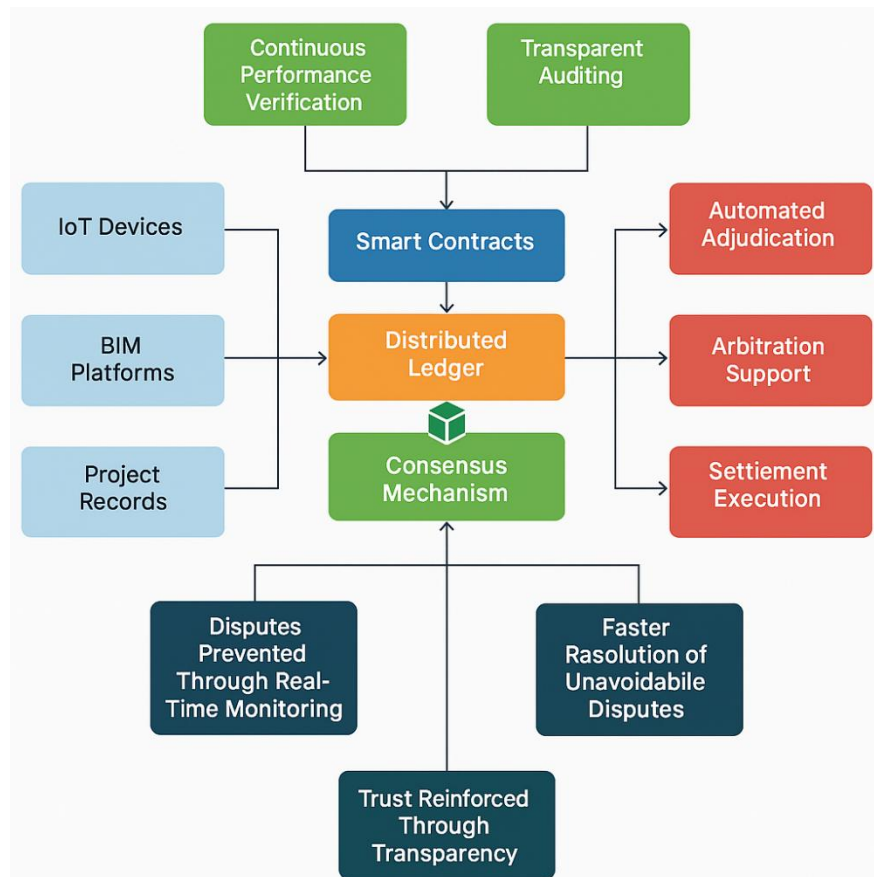 Continuous
Performance
Verification
Transparent
Auditing
IoT Devices
Smart Contracts
Automated
Adjudication
BIM
Platforms
Distributed
Ledger
Arbitration
Support
Project
Records
Consensus
Mechanism
Settiement
Execution
Disputes
Prevented
Through Real-
Time Monitoring
Faster
Rasolution of
Unavoidabile
Disputes
Trust Reinforced
Through
Transparency